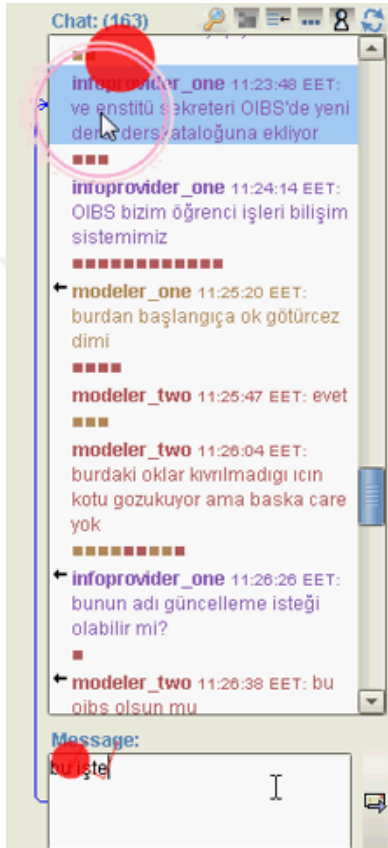 Chat: (163)
infoprovider_one 11:23:48 EET:
ve enstitü sekreteri OIBS'de yeni
dersi ders kataloğuna ekliyor
infoprovider_one 11:24:14 EET:
OIBS bizim öğrenci işleri bilişim
sistemimiz
modeler_one 11:25:20 EET:
burdan başlangıça ok götürcez
dimi
modeler_two 11:25:47 EET: evet
modeler_two 11:26:04 EET:
burdaki oklar kıvrılmadıgı ıcın
kotu gozukuyor ama baska care
yok
infoprovider_one 11:26:26 EET:
bunun adı güncelleme isteği
olabilir mi?
modeler_two 11:26:38 EET: bu
oibs olsun mu
Message:
bu işte